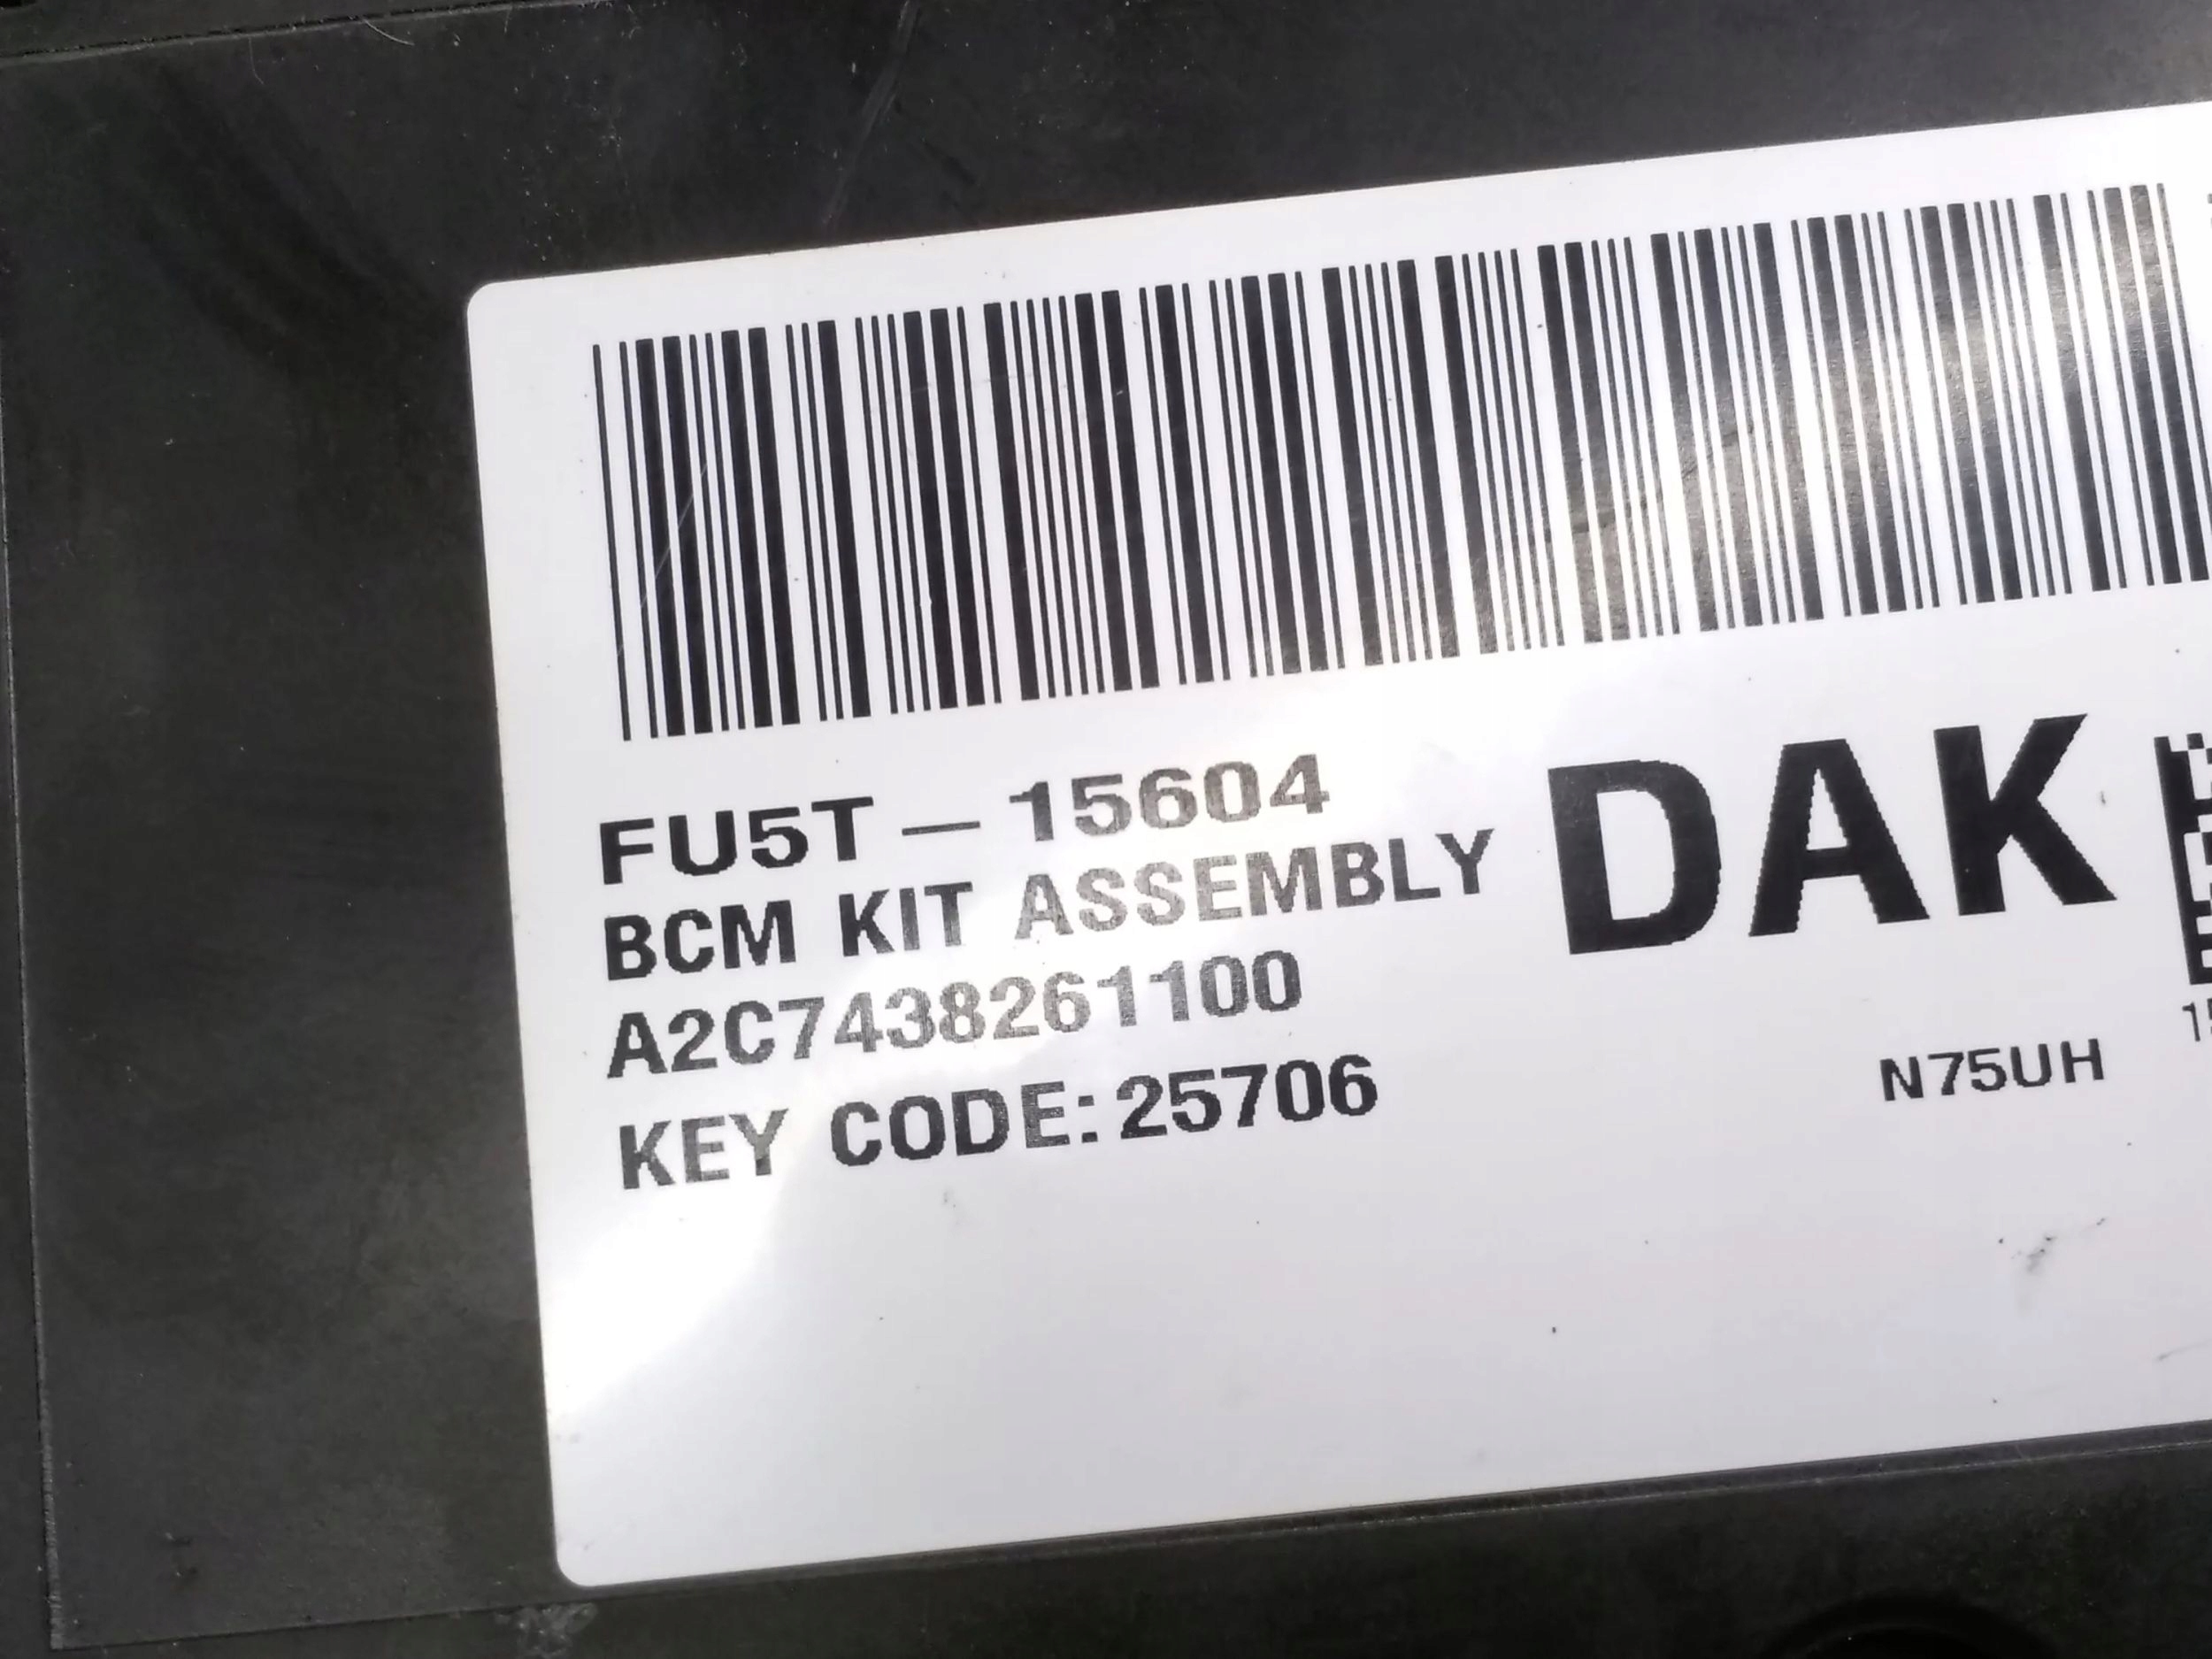 FU5T – 15604
BCM KIT ASSEMBLY
A2C7438261100
KEY CODE:25706
DAK
N75UH